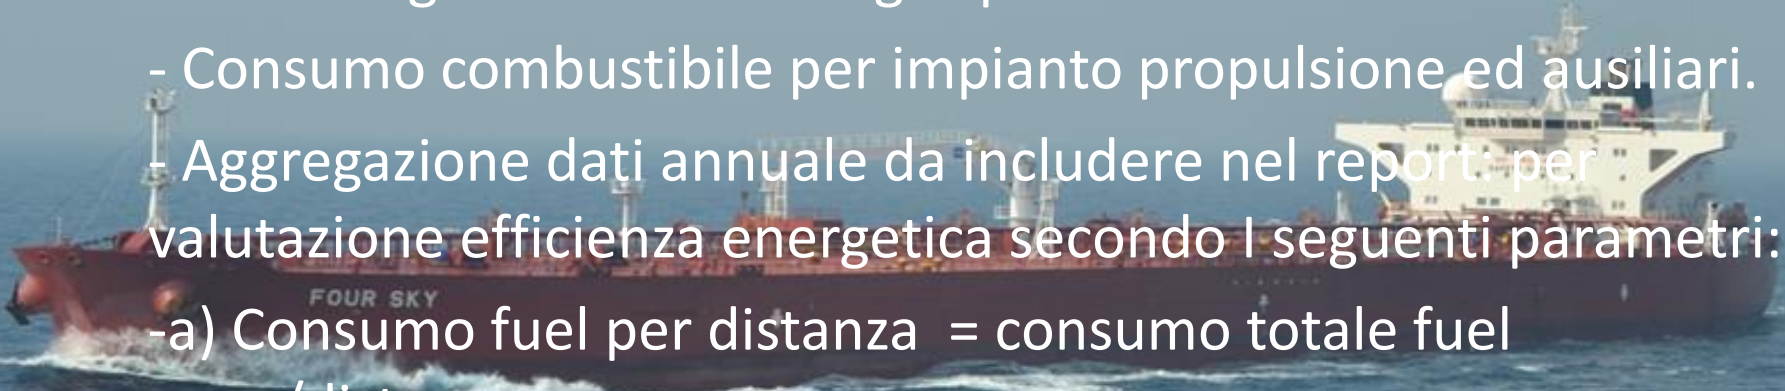 - Consumo combustibile per impianto propulsione ed ausiliari.
- Aggregazione dati annuale da includere nel report: per
valutazione efficienza energetica secondo I seguenti parametri:
FOUR SKY
-a) Consumo fuel per distanza = consumo totale fuel